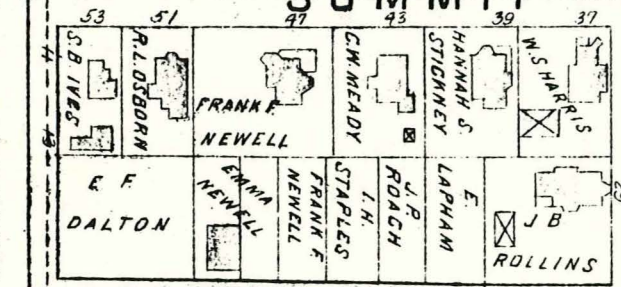 SUMMIT
53 51 47 43 39 37
S.B IVES
R.L. OSBORN
FRANK F.
NEWELL
C.W. MEADY
HANNAH S.
STICKNEY
W.S HARRIS
E. F.
DALTON
EMMA
NEWELL
FRANK F.
NEWELL
I.H.
STAPLES
J.P.
ROACH
E.
LAPHAM
J B
ROLLINS